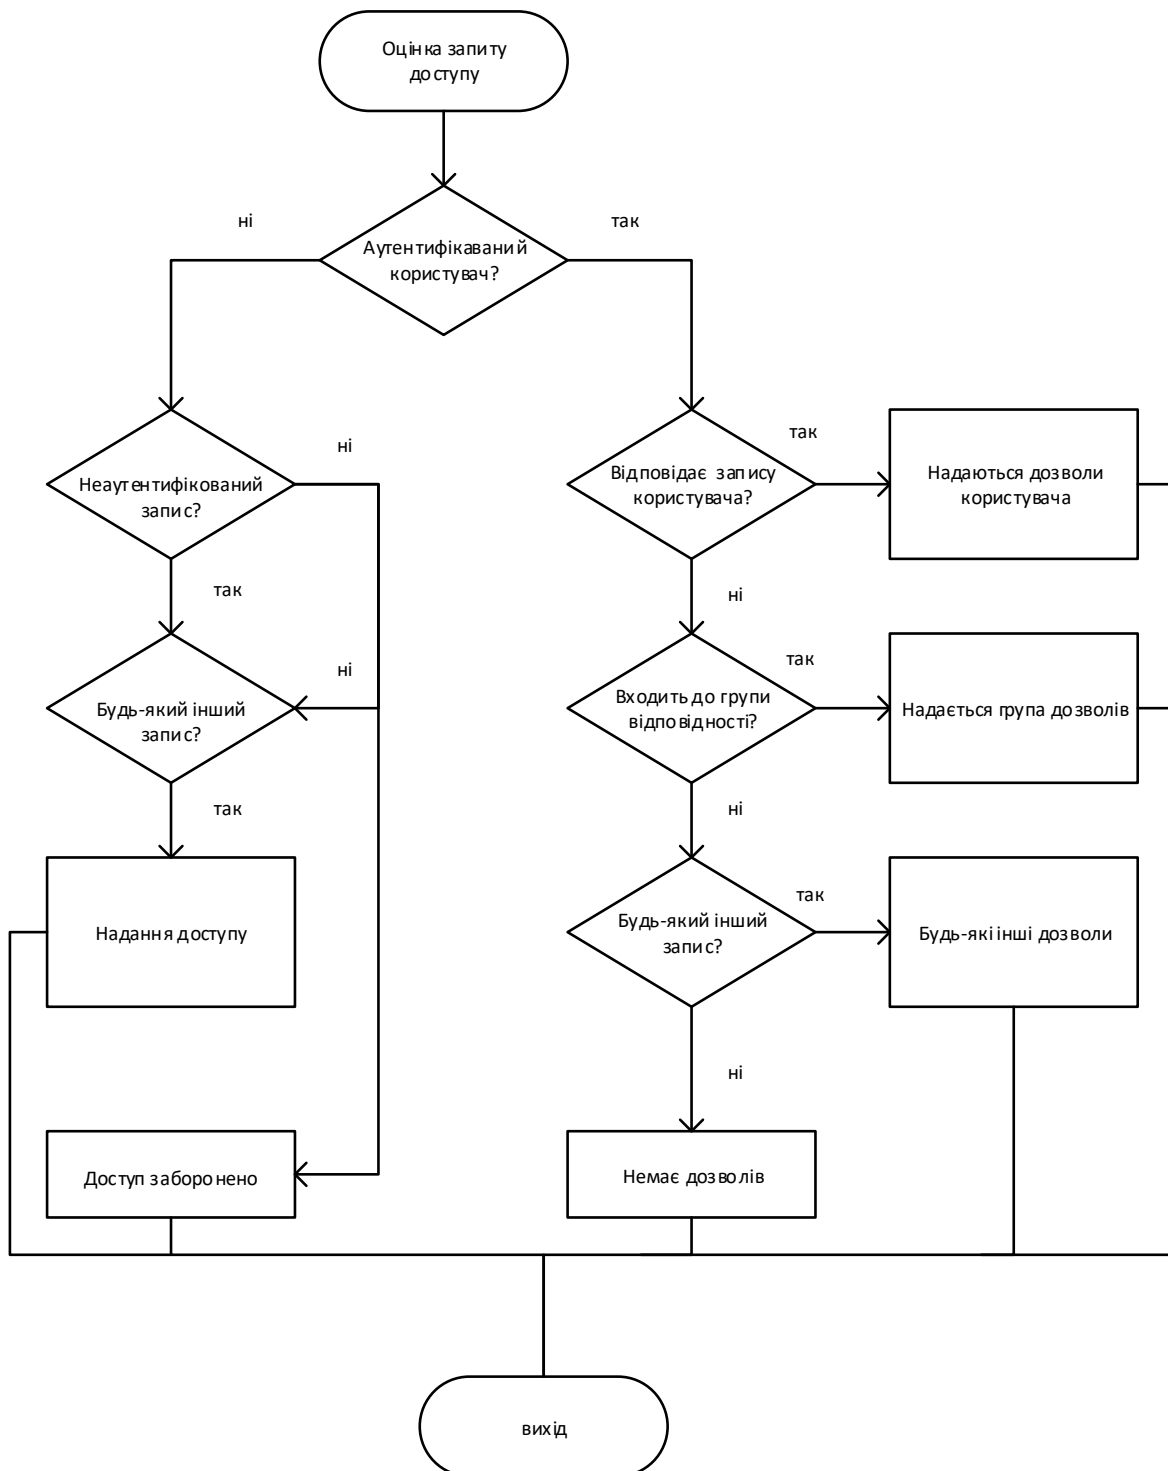 Оцінка запиту
доступу
ні
так
Аутентифікаваний
користувач?
ні
так
Неаутентифікований
запис?
Відповідає запису
користувача?
Надаються дозволи
користувача
так
ні
ні
так
Будь-який інший
запис?
Входить до групи
відповідності?
Надається група дозволів
так
ні
так
Надання доступу
Будь-який інший
запис?
Будь-які інші дозволи
ні
Доступ заборонено
Немає дозволів
вихід